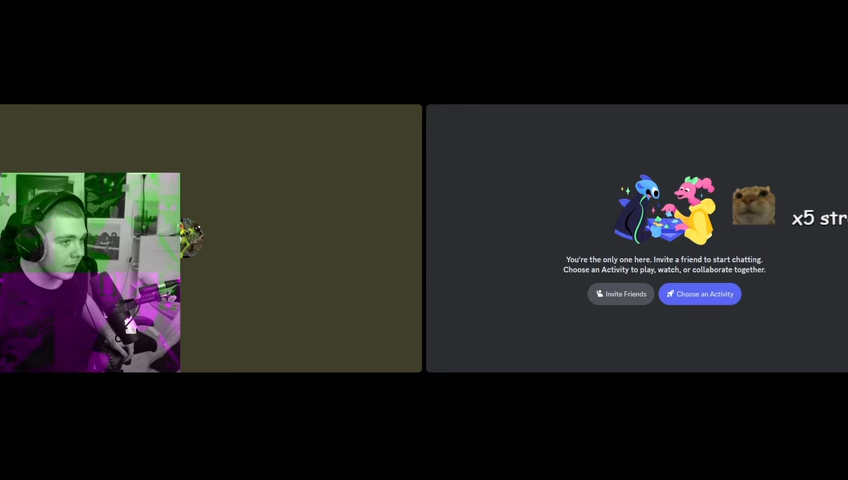 x5 str
You're the only one here. Invite a friend to start chatting.
Choose an Activity to play, watch, or collaborate together.
Invite Friends
Choose an Activity